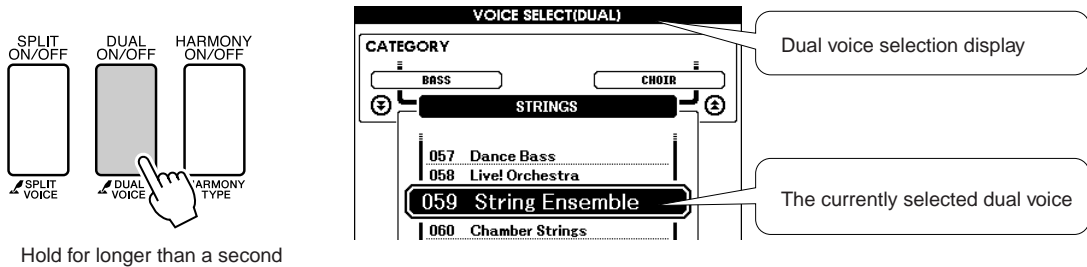 SPLIT
ON/OFF
DUAL
ON/OFF
HARMONY
ON/OFF
SPLIT
VOICE
DUAL
VOICE
ARMONY
TYPE
Hold for longer than a second
VOICE SELECT(DUAL)
CATEGORY
BASS
CHOIR
STRINGS
057 Dance Bass
058 Live! Orchestra
059 String Ensemble
060 Chamber Strings
Dual voice selection display
The currently selected dual voice